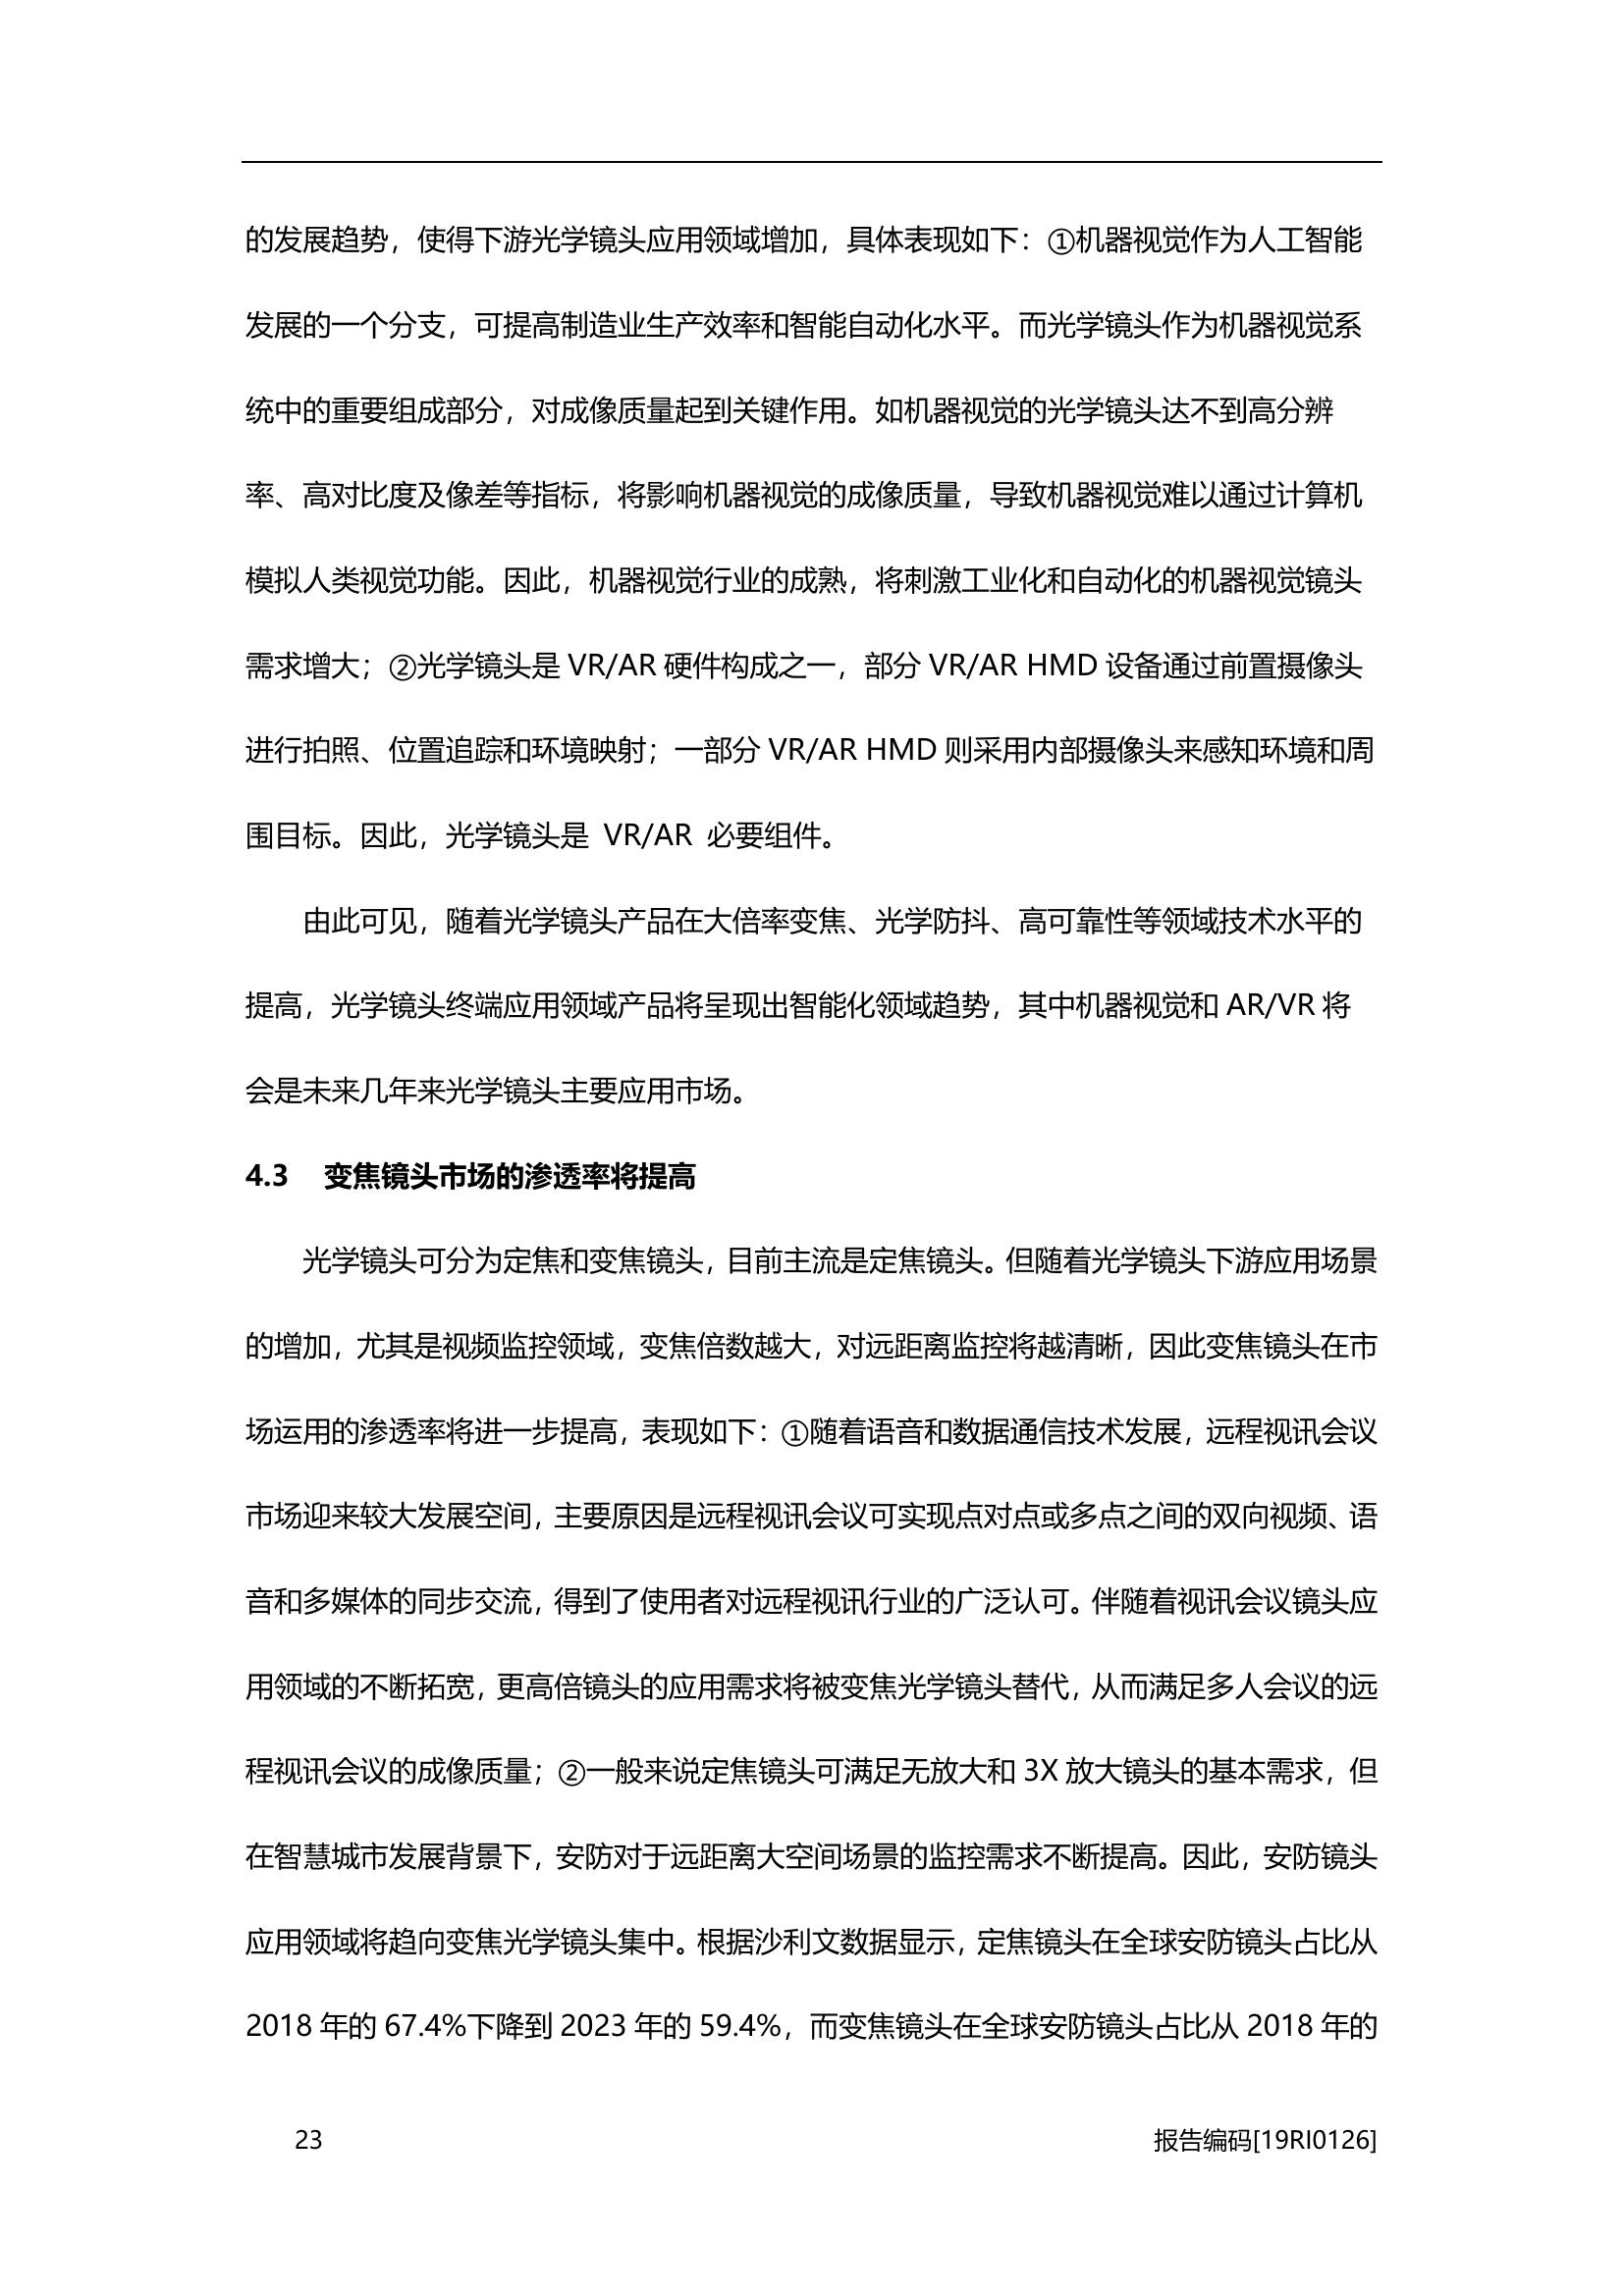 的发展趋势，使得下游光学镜头应用领域增加，具体表现如下：①机器视觉作为人工智能
发展的一个分支，可提高制造业生产效率和智能自动化水平。而光学镜头作为机器视觉系
统中的重要组成部分，对成像质量起到关键作用。如机器视觉的光学镜头达不到高分辨
率、高对比度及像差等指标，将影响机器视觉的成像质量，导致机器视觉难以通过计算机
模拟人类视觉功能。因此，机器视觉行业的成熟，将刺激工业化和自动化的机器视觉镜头
需求增大；②光学镜头是 VR/AR 硬件构成之一，部分 VR/AR HMD 设备通过前置摄像头
进行拍照、位置追踪和环境映射；一部分 VR/AR HMD 则采用内部摄像头来感知环境和周
围目标。因此，光学镜头是 VR/AR 必要组件。
由此可见，随着光学镜头产品在大倍率变焦、光学防抖、高可靠性等领域技术水平的
提高，光学镜头终端应用领域产品将呈现出智能化领域趋势，其中机器视觉和 AR/VR 将
会是未来几年来光学镜头主要应用市场。
4.3 变焦镜头市场的渗透率将提高
光学镜头可分为定焦和变焦镜头，目前主流是定焦镜头。但随着光学镜头下游应用场景
的增加，尤其是视频监控领域，变焦倍数越大，对远距离监控将越清晰，因此变焦镜头在市
场运用的渗透率将进一步提高，表现如下：①随着语音和数据通信技术发展，远程视讯会议
市场迎来较大发展空间，主要原因是远程视讯会议可实现点对点或多点之间的双向视频、语
音和多媒体的同步交流，得到了使用者对远程视讯行业的广泛认可。伴随着视讯会议镜头应
用领域的不断拓宽，更高倍镜头的应用需求将被变焦光学镜头替代，从而满足多人会议的远
程视讯会议的成像质量；②一般来说定焦镜头可满足无放大和 3X 放大镜头的基本需求，但
在智慧城市发展背景下，安防对于远距离大空间场景的监控需求不断提高。因此，安防镜头
应用领域将趋向变焦光学镜头集中。根据沙利文数据显示，定焦镜头在全球安防镜头占比从
2018 年的 67.4%下降到 2023 年的 59.4%，而变焦镜头在全球安防镜头占比从 2018 年的
23 报告编码[19RI0126]